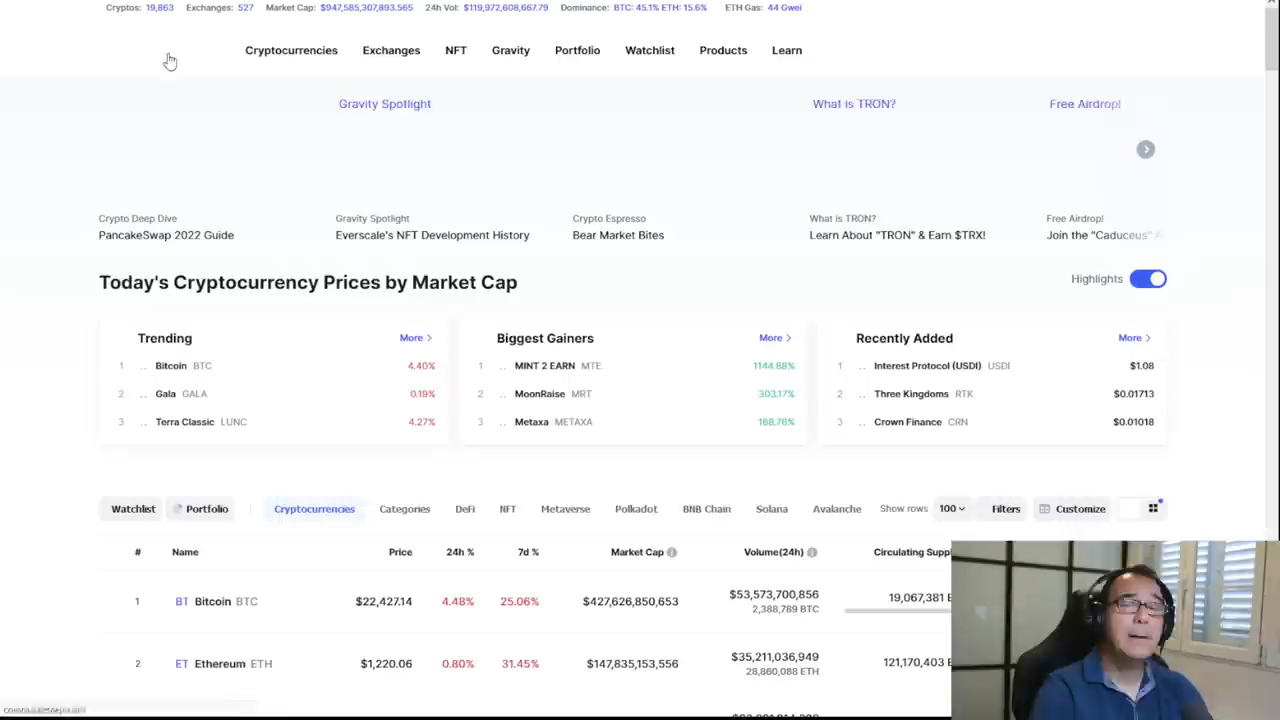 Cryptos: 19,863 Exchanges: 527 Market Cap: $947,585,307,893.565 24h Vol: $119,972,608,667.79 Dominance: BTC: 45.1% ETH: 15.6% ETH Gas: 44 Gwei
Cryptocurrencies Exchanges NFT Gravity Portfolio Watchlist Products Learn
Gravity Spotlight What is TRON? Free Airdrop!
Crypto Deep Dive Gravity Spotlight Crypto Espresso What is TRON? Free Airdrop!
PancakeSwap 2022 Guide Everscale's NFT Development History Bear Market Bites Learn About "TRON" & Earn $TRX! Join the "Caduceus"
Today's Cryptocurrency Prices by Market Cap Highlights
Trending More Biggest Gainers More Recently Added More
1 Bitcoin BTC 4.40% 1 MINT 2 EARN MTE 1144.88% 1 Interest Protocol (USDI) USDI $1.08
2 Gala GALA 0.19% 2 MoonRaise MRT 303.17% 2 Three Kingdoms RTK $0.01713
3 Terra Classic LUNC 4.27% 3 Metaxa METAXA 168.76% 3 Crown Finance CRN $0.01018
Watchlist Portfolio Cryptocurrencies Categories DeFi NFT Metaverse Polkadot BNB Chain Solana Avalanche Show rows 100 Filters Customize
# Name Price 24h % 7d % Market Cap Volume(24h) Circulating Supp
1 BT Bitcoin BTC $22,427.14 4.48% 25.06% $427,626,850,653 $53,573,700,856 19,067,381
2,388,789 BTC
2 ET Ethereum ETH $1,220.06 0.80% 31.45% $147,835,153,556 $35,211,036,949 121,170,403
28,860,088 ETH